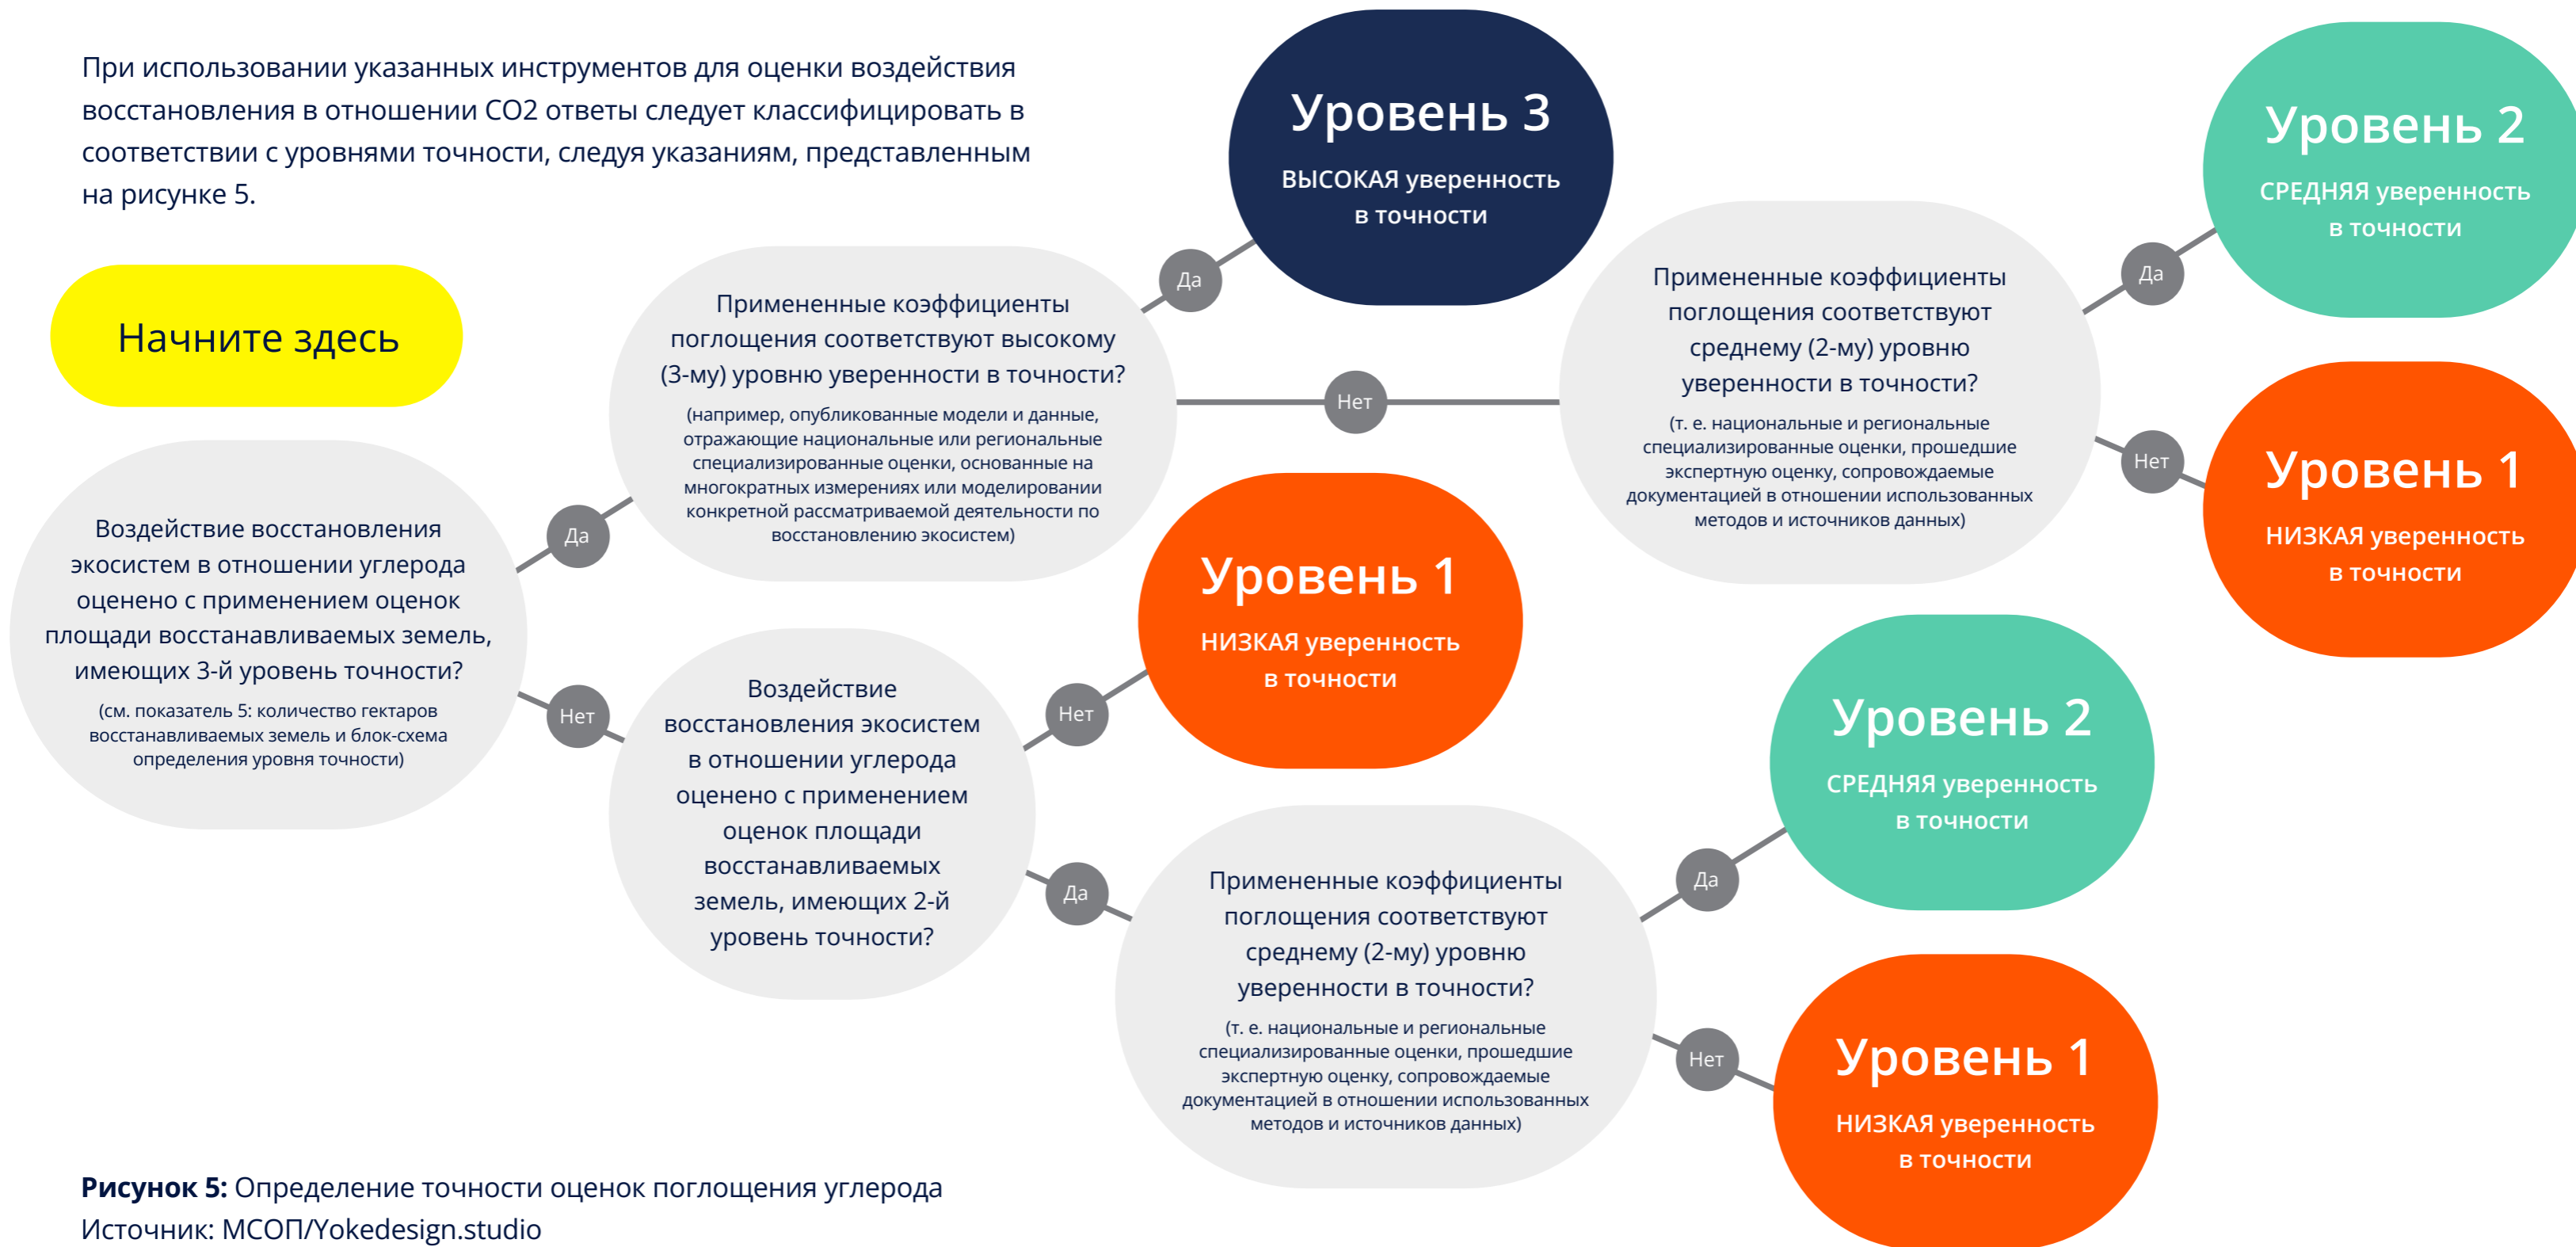 При использовании указанных инструментов для оценки воздействия
восстановления в отношении CO2 ответы следует классифицировать в
соответствии с уровнями точности, следуя указаниям, представленным
на рисунке 5.
Начните здесь
Воздействие восстановления
экосистем в отношении углерода
оценено с применением оценок
площади восстанавливаемых земель,
имеющих 3-й уровень точности?
(см. показатель 5: количество гектаров
восстанавливаемых земель и блок-схема
определения уровня точности)
Да
Нет
Примененные коэффициенты
поглощения соответствуют высокому
(3-му) уровню уверенности в точности?
(например, опубликованные модели и данные,
отражающие национальные или региональные
специализированные оценки, основанные на
многократных измерениях или моделировании
конкретной рассматриваемой деятельности по
восстановлению экосистем)
Да
Уровень 3
ВЫСОКАЯ уверенность
в точности
Нет
Примененные коэффициенты
поглощения соответствуют
среднему (2-му) уровню
уверенности в точности?
(т. е. национальные и региональные
специализированные оценки, прошедшие
экспертную оценку, сопровождаемые
документацией в отношении использованных
методов и источников данных)
Да
Уровень 2
СРЕДНЯЯ уверенность
в точности
Нет
Уровень 1
НИЗКАЯ уверенность
в точности
Воздействие
восстановления экосистем
в отношении углерода
оценено с применением
оценок площади
восстанавливаемых
земель, имеющих 2-й
уровень точности?
Нет
Уровень 1
НИЗКАЯ уверенность
в точности
Да
Примененные коэффициенты
поглощения соответствуют
среднему (2-му) уровню
уверенности в точности?
(т. е. национальные и региональные
специализированные оценки, прошедшие
экспертную оценку, сопровождаемые
документацией в отношении использованных
методов и источников данных)
Да
Уровень 2
СРЕДНЯЯ уверенность
в точности
Нет
Уровень 1
НИЗКАЯ уверенность
в точности
Рисунок 5: Определение точности оценок поглощения углерода
Источник: МСОП/Yokedesign.studio